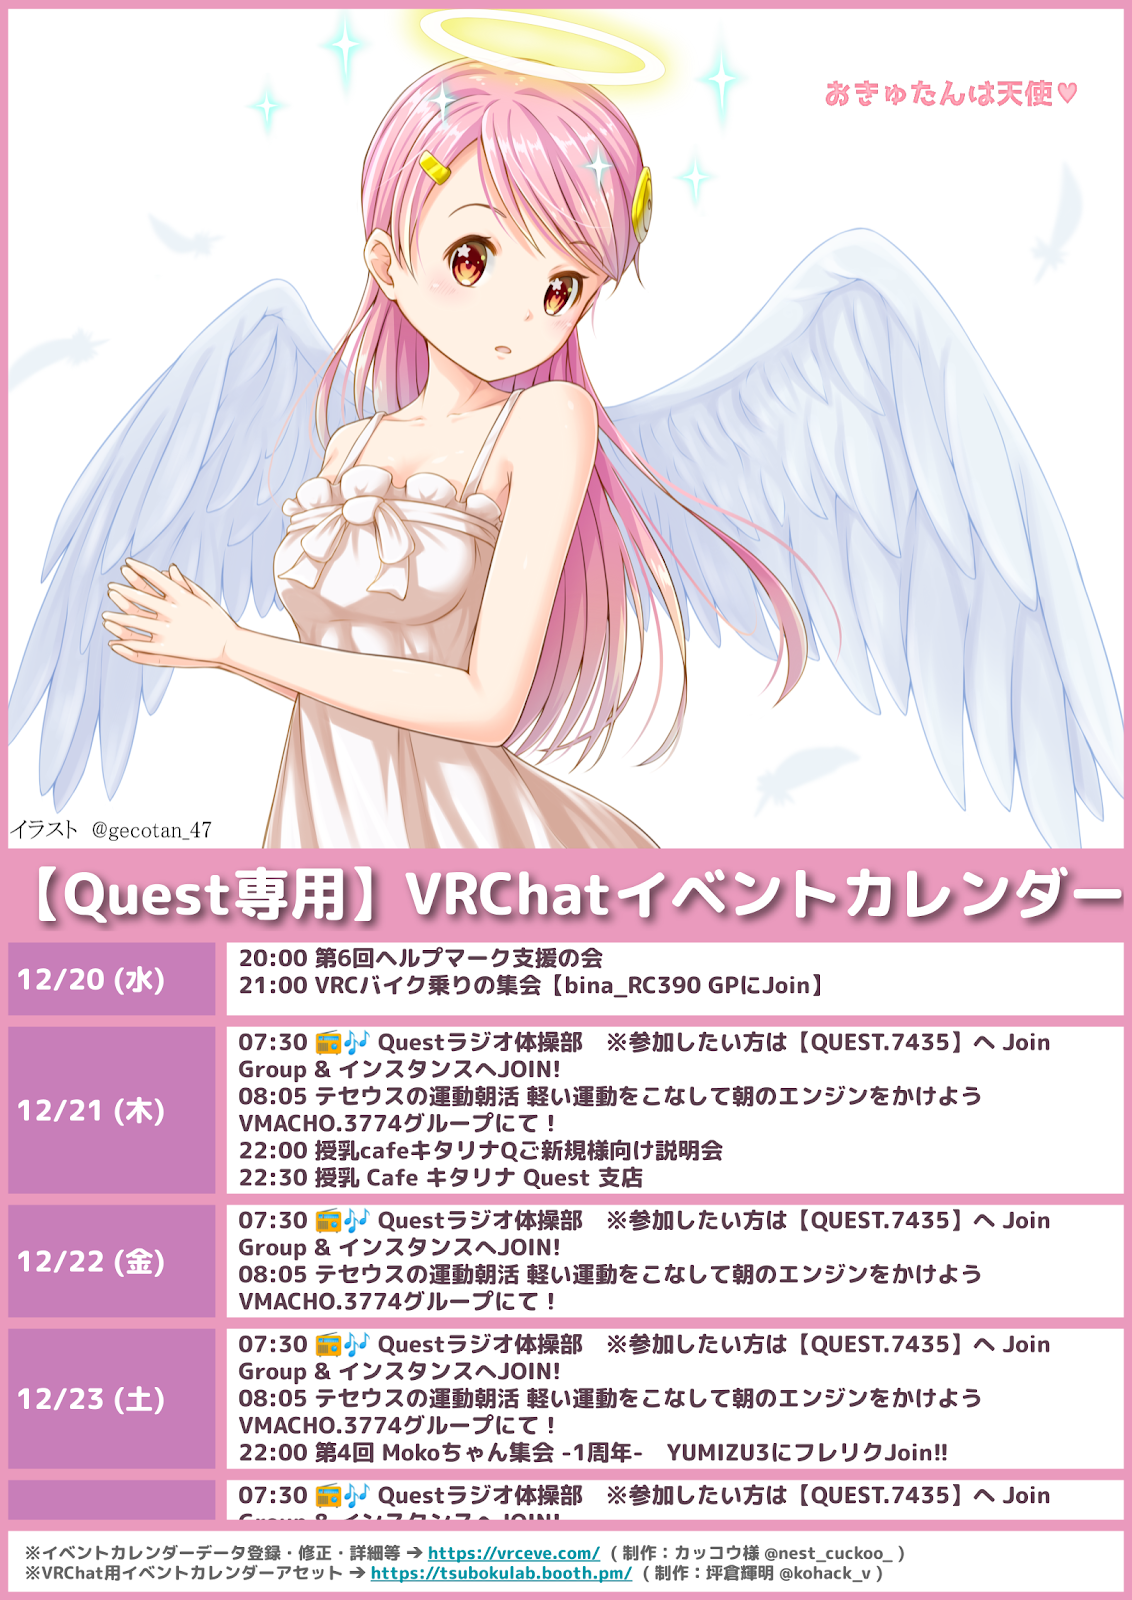 おきゅたんは天使♥
イラスト @gecotan_47
【Quest専用】VRChatイベントカレンダー
12/20 (水)
20:00 第6回ヘルプマーク支援の会
21:00 VRCバイク乗りの集会【bina_RC390 GPにJoin】
12/21 (木)
07:30 📻🎶 Questラジオ体操部　※参加したい方は【QUEST.7435】へ Join
Group & インスタンスへJOIN!
08:05 テセウスの運動朝活 軽い運動をこなして朝のエンジンをかけよう
VMACHO.3774グループにて！
22:00 授乳cafeキタリナQご新規様向け説明会
22:30 授乳 Cafe キタリナ Quest 支店
12/22 (金)
07:30 📻🎶 Questラジオ体操部　※参加したい方は【QUEST.7435】へ Join
Group & インスタンスへJOIN!
08:05 テセウスの運動朝活 軽い運動をこなして朝のエンジンをかけよう
VMACHO.3774グループにて！
12/23 (土)
07:30 📻🎶 Questラジオ体操部　※参加したい方は【QUEST.7435】へ Join
Group & インスタンスへJOIN!
08:05 テセウスの運動朝活 軽い運動をこなして朝のエンジンをかけよう
VMACHO.3774グループにて！
22:00 第4回 Mokoちゃん集会 -1周年-　YUMIZU3にフレリクJoin!!
07:30 📻🎶 Questラジオ体操部　※参加したい方は【QUEST.7435】へ Join
Group & インスタンスへJOIN!
※イベントカレンダーデータ登録・修正・詳細等 ➔ https://vrceve.com/ ( 制作：カッコウ様 @nest_cuckoo_ )
※VRChat用イベントカレンダーアセット ➔ https://tsubokulab.booth.pm/ ( 制作：坪倉輝明 @kohack_v )